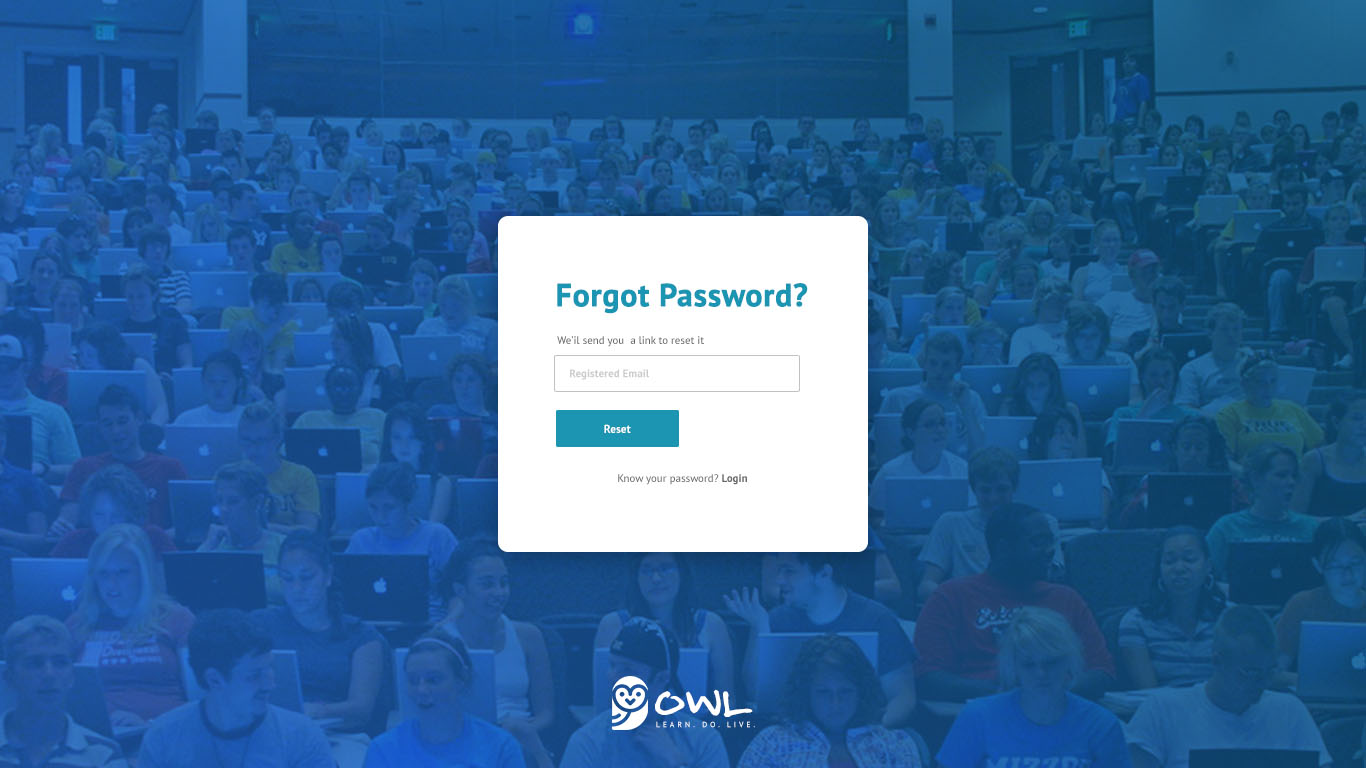 Forgot Password?
We'll send you  a link to reset it
Registered Email
Reset
Know your password? Login
OWL
LEARN. DO. LIVE.
MIZZOU